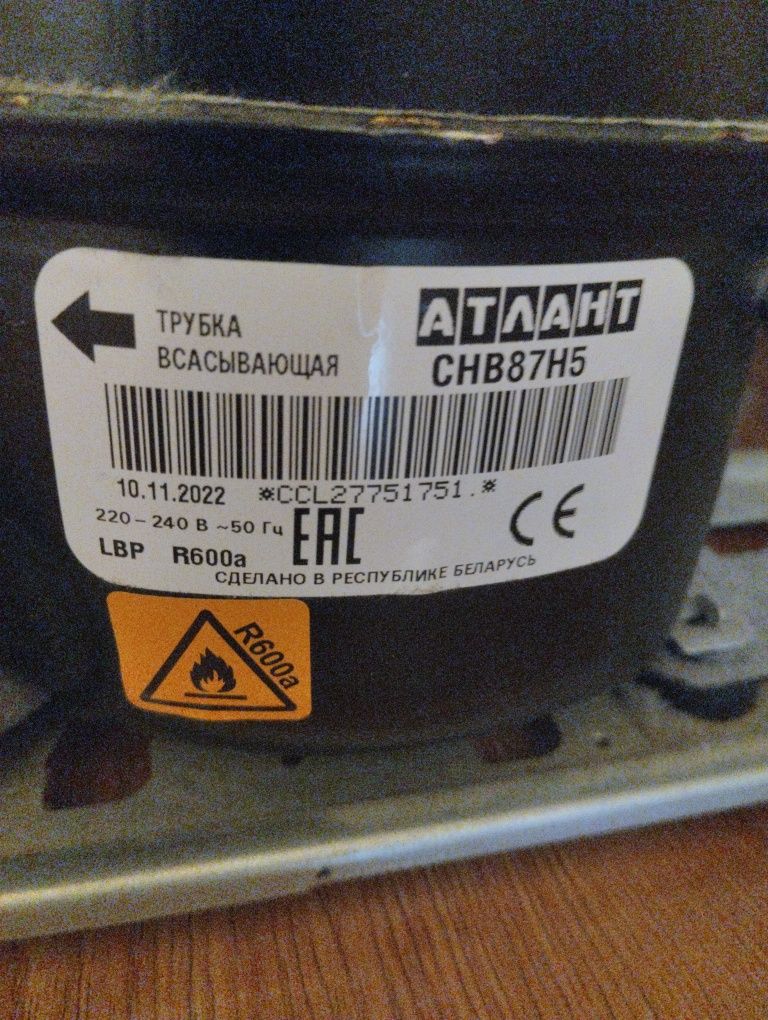 ТРУБКА
ВСАСЫВАЮЩАЯ
АТЛАНТ
СНВ87Н5
10.11.2022 *CCL27751751.*
220–240 В ~50 Гц
EAC
CE
LBP R600a
СДЕЛАНО В РЕСПУБЛИКЕ БЕЛАРУСЬ
R600a